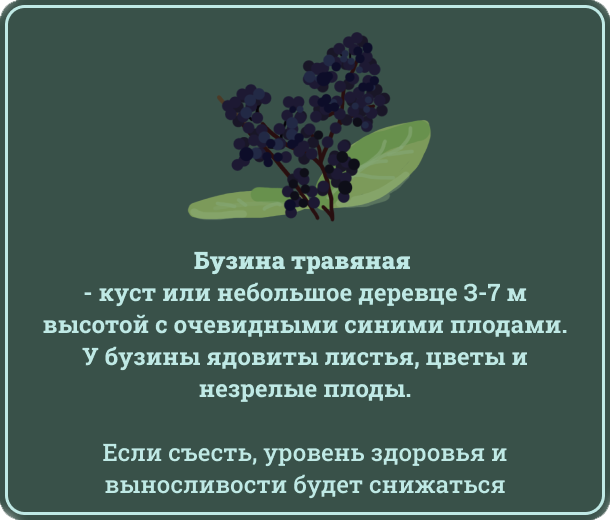 Бузина травяная
- куст или небольшое деревце 3-7 м
высотой с очевидными синими плодами.
У бузины ядовиты листья, цветы и
незрелые плоды.
Если съесть, уровень здоровья и
выносливости будет снижаться